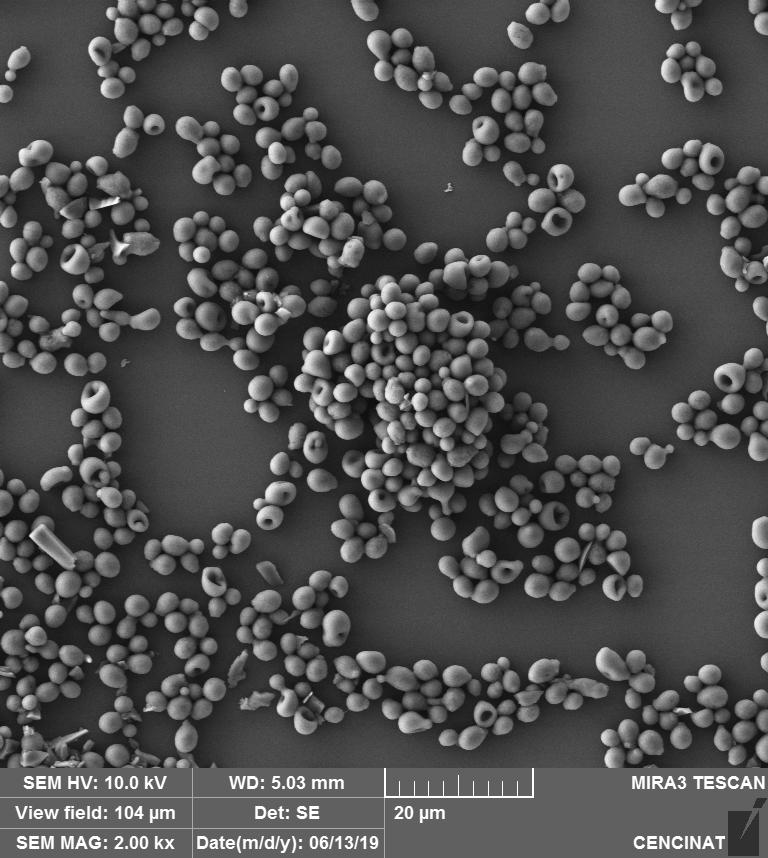 SEM HV: 10.0 kV WD: 5.03 mm MIRA3 TESCAN
View field: 104 µm Det: SE 20 µm
SEM MAG: 2.00 kx Date(m/d/y): 06/13/19 CENCINAT